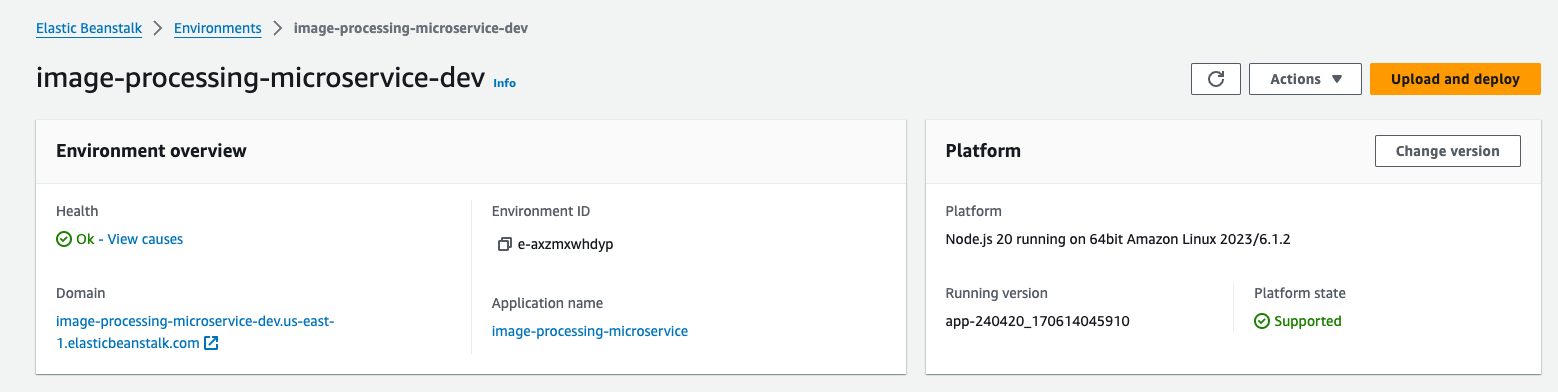 Elastic Beanstalk > Environments > image-processing-microservice-dev
image-processing-microservice-dev Info
Actions
Upload and deploy
Environment overview
Health
Ok - View causes
Domain
image-processing-microservice-dev.us-east-
1.elasticbeanstalk.com
Environment ID
e-axzmxwhdyp
Application name
image-processing-microservice
Platform
Change version
Platform
Node.js 20 running on 64bit Amazon Linux 2023/6.1.2
Running version
app-240420_170614045910
Platform state
Supported